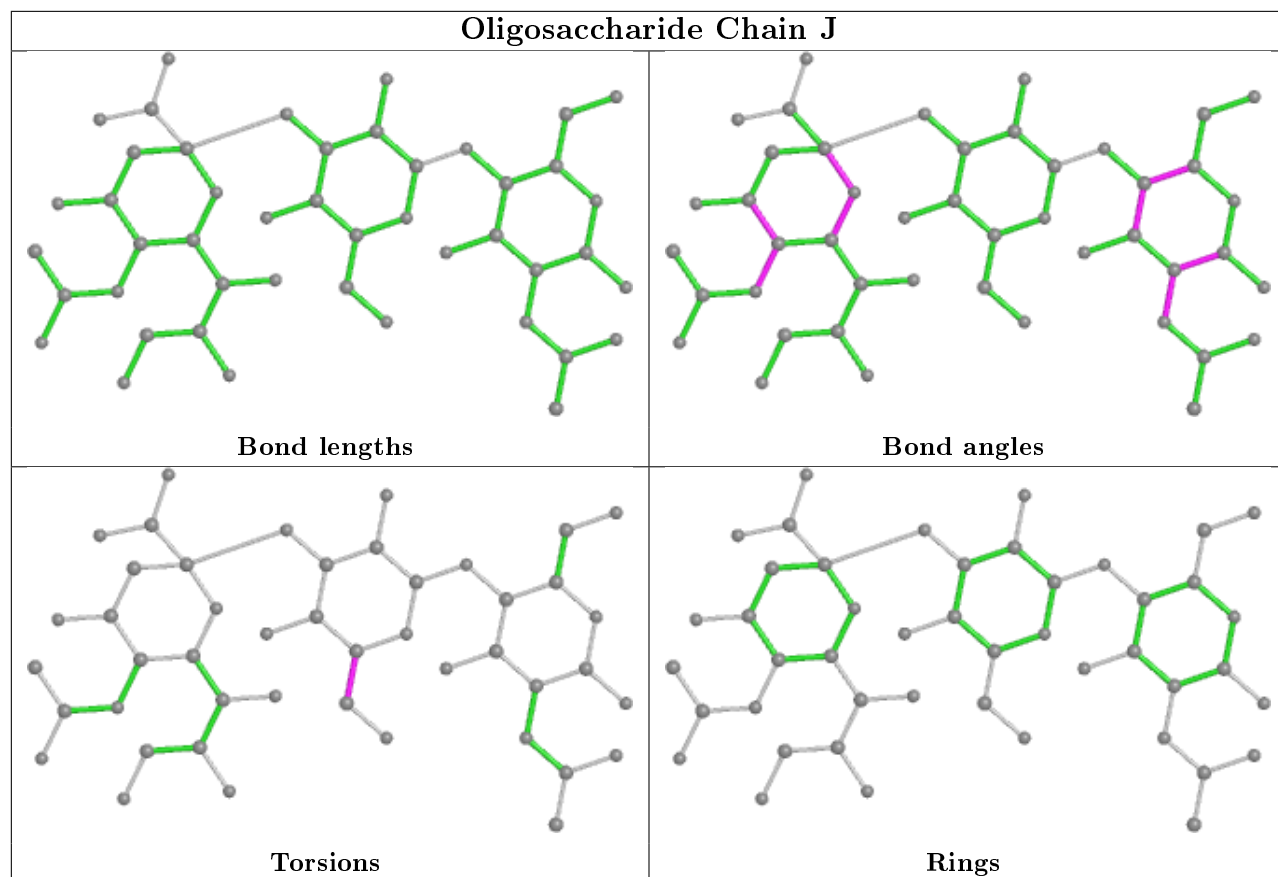 Oligosaccharide Chain J
Bond lengths
Bond angles
Torsions
Rings